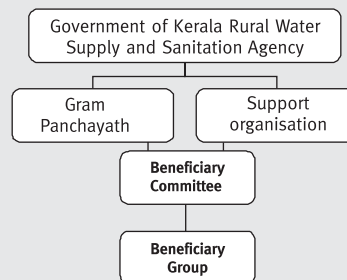 Government of Kerala Rural Water
Supply and Sanitation Agency
Gram
Panchayath
Support
organisation
Beneficiary
Committee
Beneficiary
Group